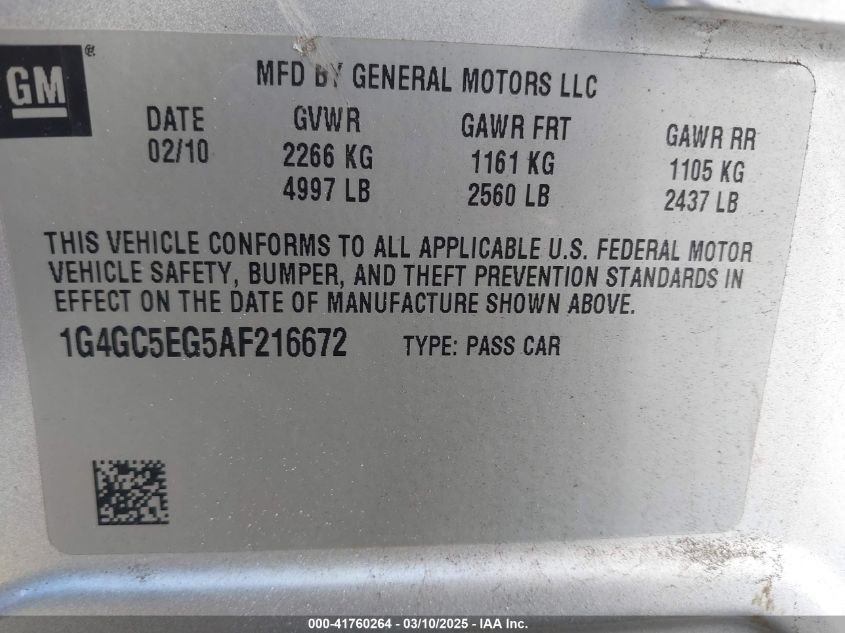 GM®
MFD BY GENERAL MOTORS LLC
DATE GVWR GAWR FRT GAWR RR
02/10 2266 KG 1161 KG 1105 KG
4997 LB 2560 LB 2437 LB
THIS VEHICLE CONFORMS TO ALL APPLICABLE U.S. FEDERAL MOTOR
VEHICLE SAFETY, BUMPER, AND THEFT PREVENTION STANDARDS IN
EFFECT ON THE DATE OF MANUFACTURE SHOWN ABOVE.
1G4GC5EG5AF216672 TYPE: PASS CAR
000-41760264 - 03/10/2025 - IAA Inc.